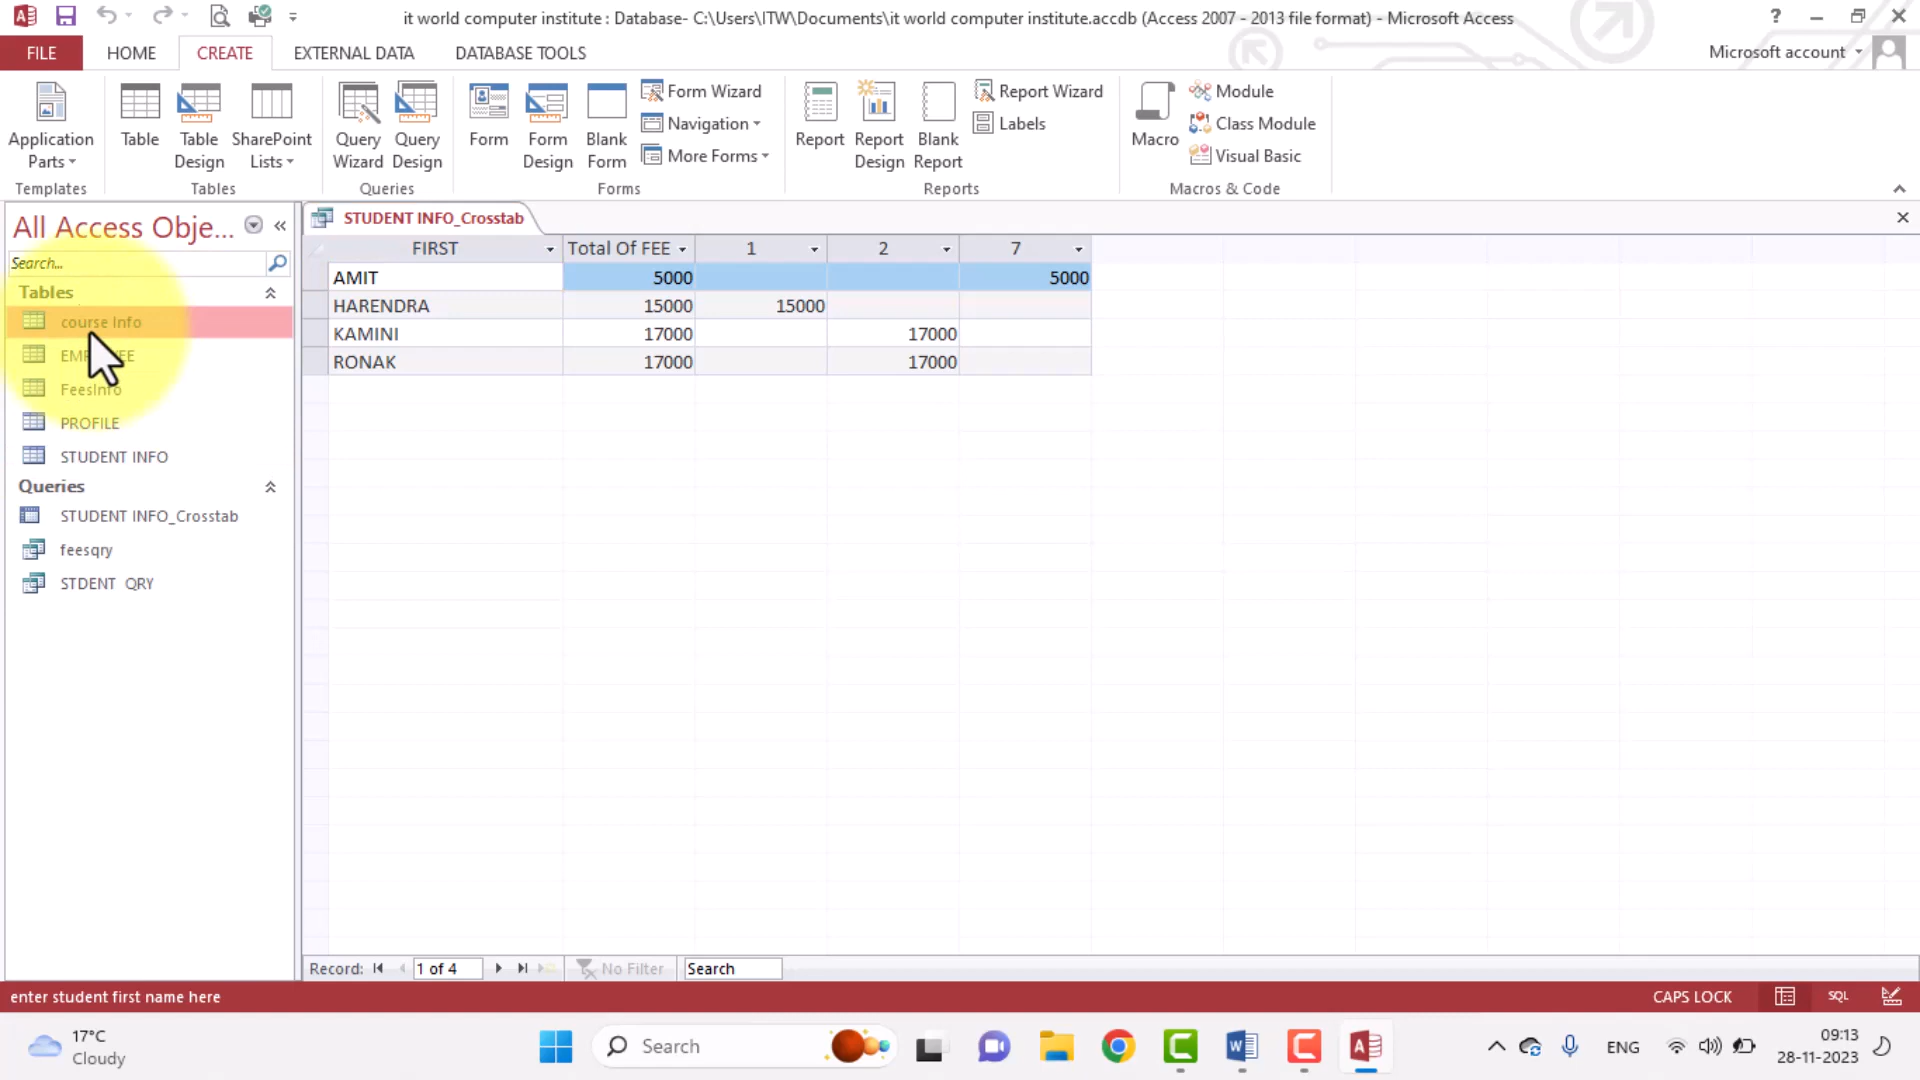 it world computer institute : Database- C:\Users\ITW\Documents\it world computer institute.accdb (Access 2007 - 2013 file format) - Microsoft Access
?
FILE HOME CREATE EXTERNAL DATA DATABASE TOOLS
Microsoft account
Application Parts
Table
Table Design
SharePoint Lists
Query Wizard
Query Design
Form
Form Design
Blank Form
Form Wizard
Navigation
More Forms
Report
Report Design
Blank Report
Report Wizard
Labels
Macro
Module
Class Module
Visual Basic
Templates Tables Queries Forms Reports Macros & Code
All Access Obje...
Search...
Tables
course Info
EMPLOYEE
FeesInfo
PROFILE
STUDENT INFO
Queries
STUDENT INFO_Crosstab
feesqry
STDENT QRY
STUDENT INFO_Crosstab
FIRST Total Of FEE 1 2 7
AMIT 5000 5000
HARENDRA 15000 15000
KAMINI 17000 17000
RONAK 17000 17000
Record: 1 of 4 No Filter Search
enter student first name here
CAPS LOCK
SQL
17°C
Cloudy
Search
ENG
09:13
28-11-2023